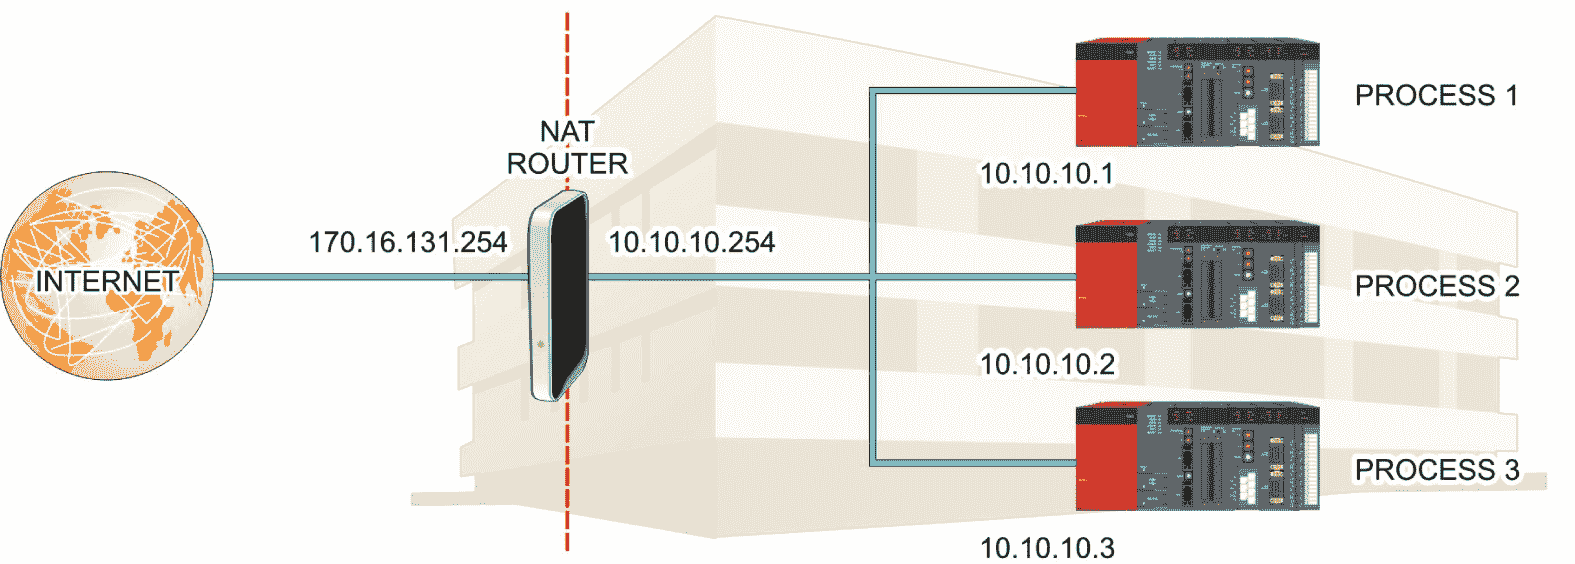 NAT
ROUTER
INTERNET
170.16.131.254
10.10.10.254
PROCESS 1
10.10.10.1
PROCESS 2
10.10.10.2
PROCESS 3
10.10.10.3